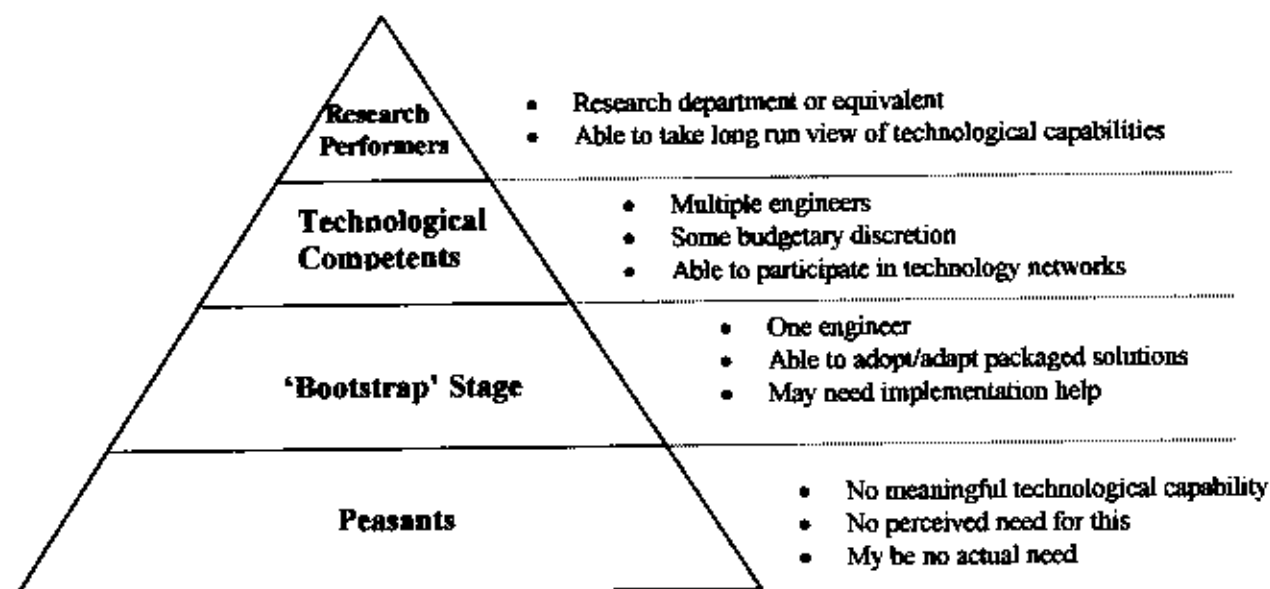 Research
Performers
• Research department or equivalent
• Able to take long run view of technological capabilities
Technological
Competents
• Multiple engineers
• Some budgetary discretion
• Able to participate in technology networks
'Bootstrap' Stage
• One engineer
• Able to adopt/adapt packaged solutions
• May need implementation help
Peasants
• No meaningful technological capability
• No perceived need for this
• My be no actual need